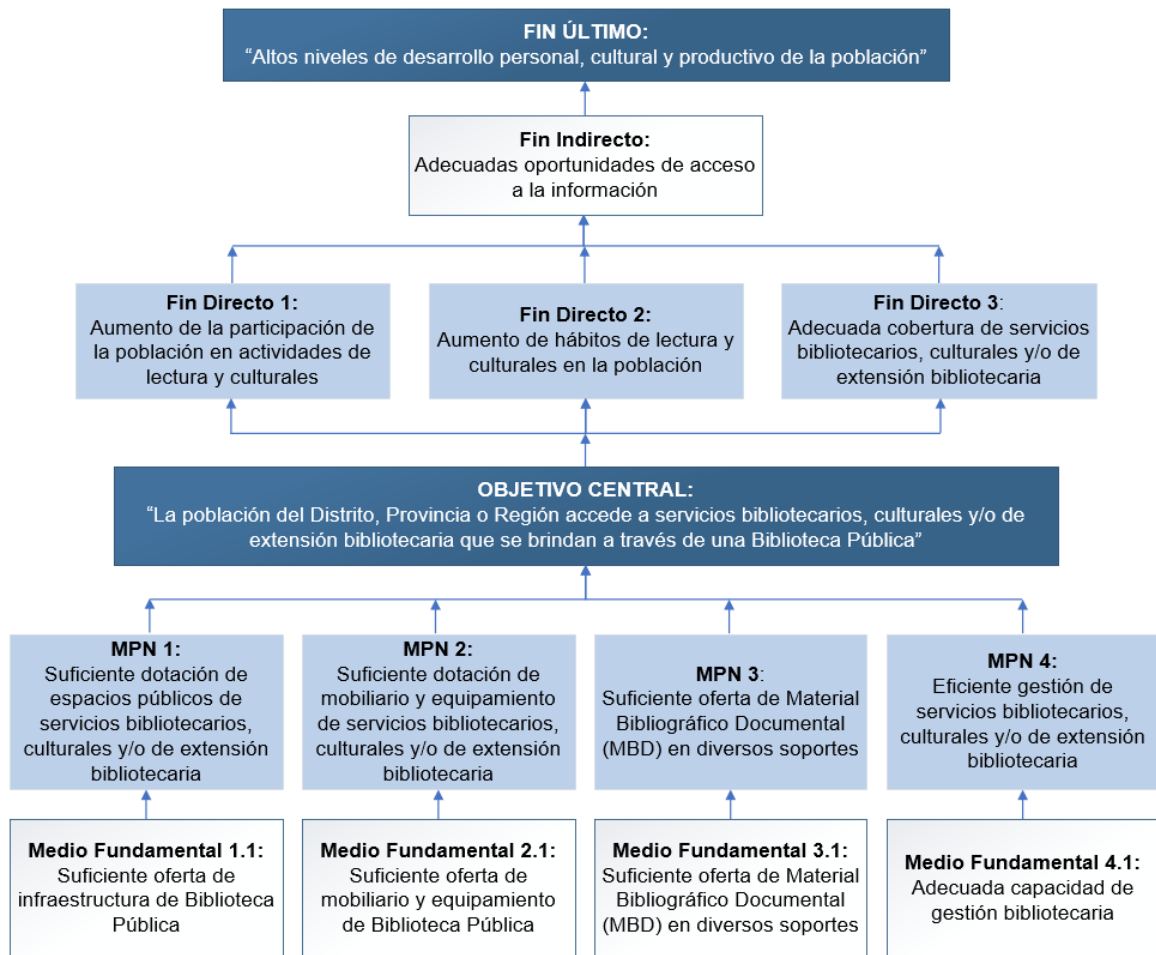 FIN ÚLTIMO:
“Altos niveles de desarrollo personal, cultural y productivo de la población”
Fin Indirecto:
Adecuadas oportunidades de acceso
a la información
Fin Directo 1:
Aumento de la participación de
la población en actividades de
lectura y culturales
Fin Directo 2:
Aumento de hábitos de lectura y
culturales en la población
Fin Directo 3:
Adecuada cobertura de servicios
bibliotecarios, culturales y/o de
extensión bibliotecaria
OBJETIVO CENTRAL:
“La población del Distrito, Provincia o Región accede a servicios bibliotecarios, culturales y/o de
extensión bibliotecaria que se brindan a través de una Biblioteca Pública”
MPN 1:
Suficiente dotación de
espacios públicos de
servicios bibliotecarios,
culturales y/o de extensión
bibliotecaria
MPN 2:
Suficiente dotación de
mobiliario y equipamiento
de servicios bibliotecarios,
culturales y/o de extensión
bibliotecaria
MPN 3:
Suficiente oferta de Material
Bibliográfico Documental
(MBD) en diversos soportes
MPN 4:
Eficiente gestión de
servicios bibliotecarios,
culturales y/o de extensión
bibliotecaria
Medio Fundamental 1.1:
Suficiente oferta de
infraestructura de Biblioteca
Pública
Medio Fundamental 2.1:
Suficiente oferta de
mobiliario y equipamiento
de Biblioteca Pública
Medio Fundamental 3.1:
Suficiente oferta de Material
Bibliográfico Documental
(MBD) en diversos soportes
Medio Fundamental 4.1:
Adecuada capacidad de
gestión bibliotecaria